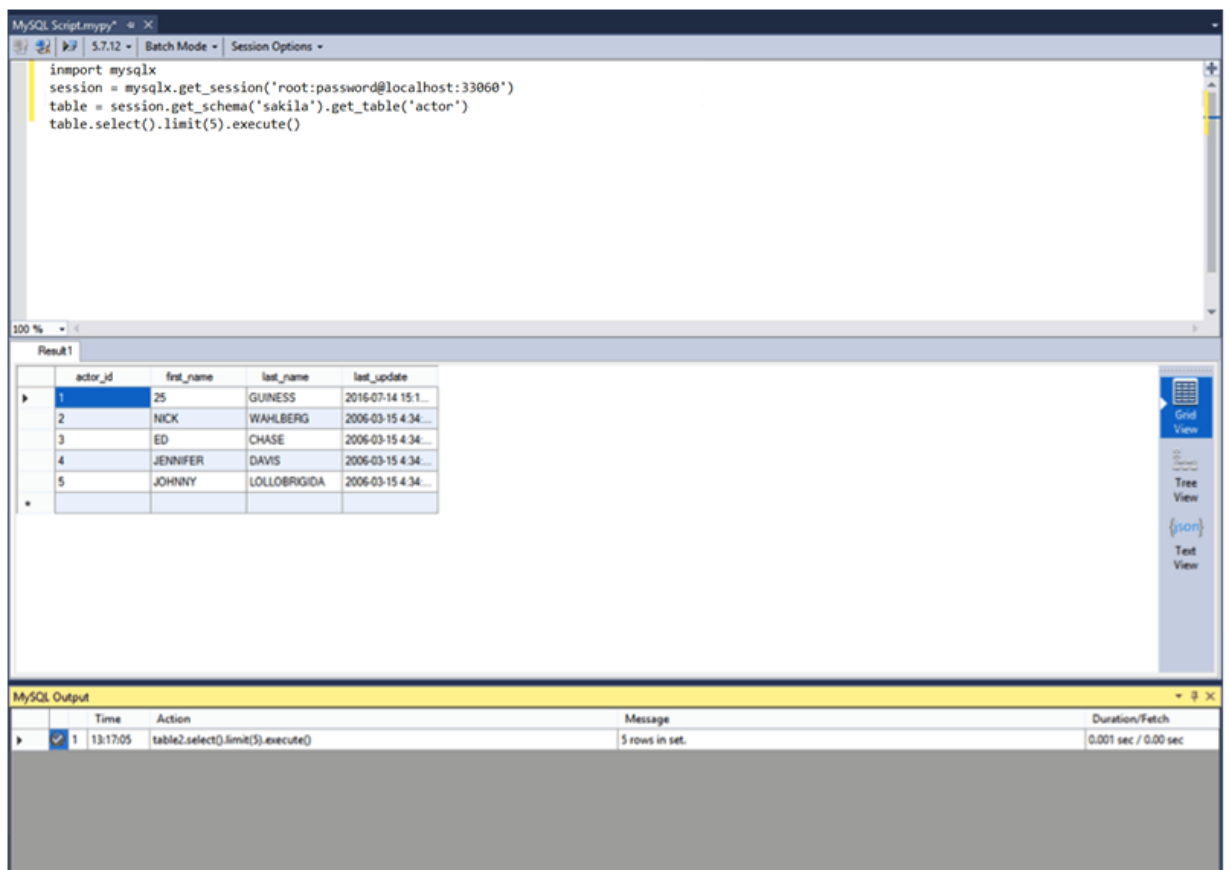 MySQL Script.mypy*
5.7.12 Batch Mode Session Options
inmport mysqlx
session = mysqlx.get_session('root:password@localhost:33060')
table = session.get_schema('sakila').get_table('actor')
table.select().limit(5).execute()
100 %
Result1
actor_id first_name last_name last_update
1 25 GUINESS 2016-07-14 15:1...
2 NICK WAHLBERG 2006-03-15 4:34:...
3 ED CHASE 2006-03-15 4:34:...
4 JENNIFER DAVIS 2006-03-15 4:34:...
5 JOHNNY LOLLOBRIGIDA 2006-03-15 4:34:...
Grid
View
Tree
View
{json}
Text
View
MySQL Output
Time Action Message Duration/Fetch
1 13:17:05 table2.select().limit(5).execute() 5 rows in set. 0.001 sec / 0.00 sec